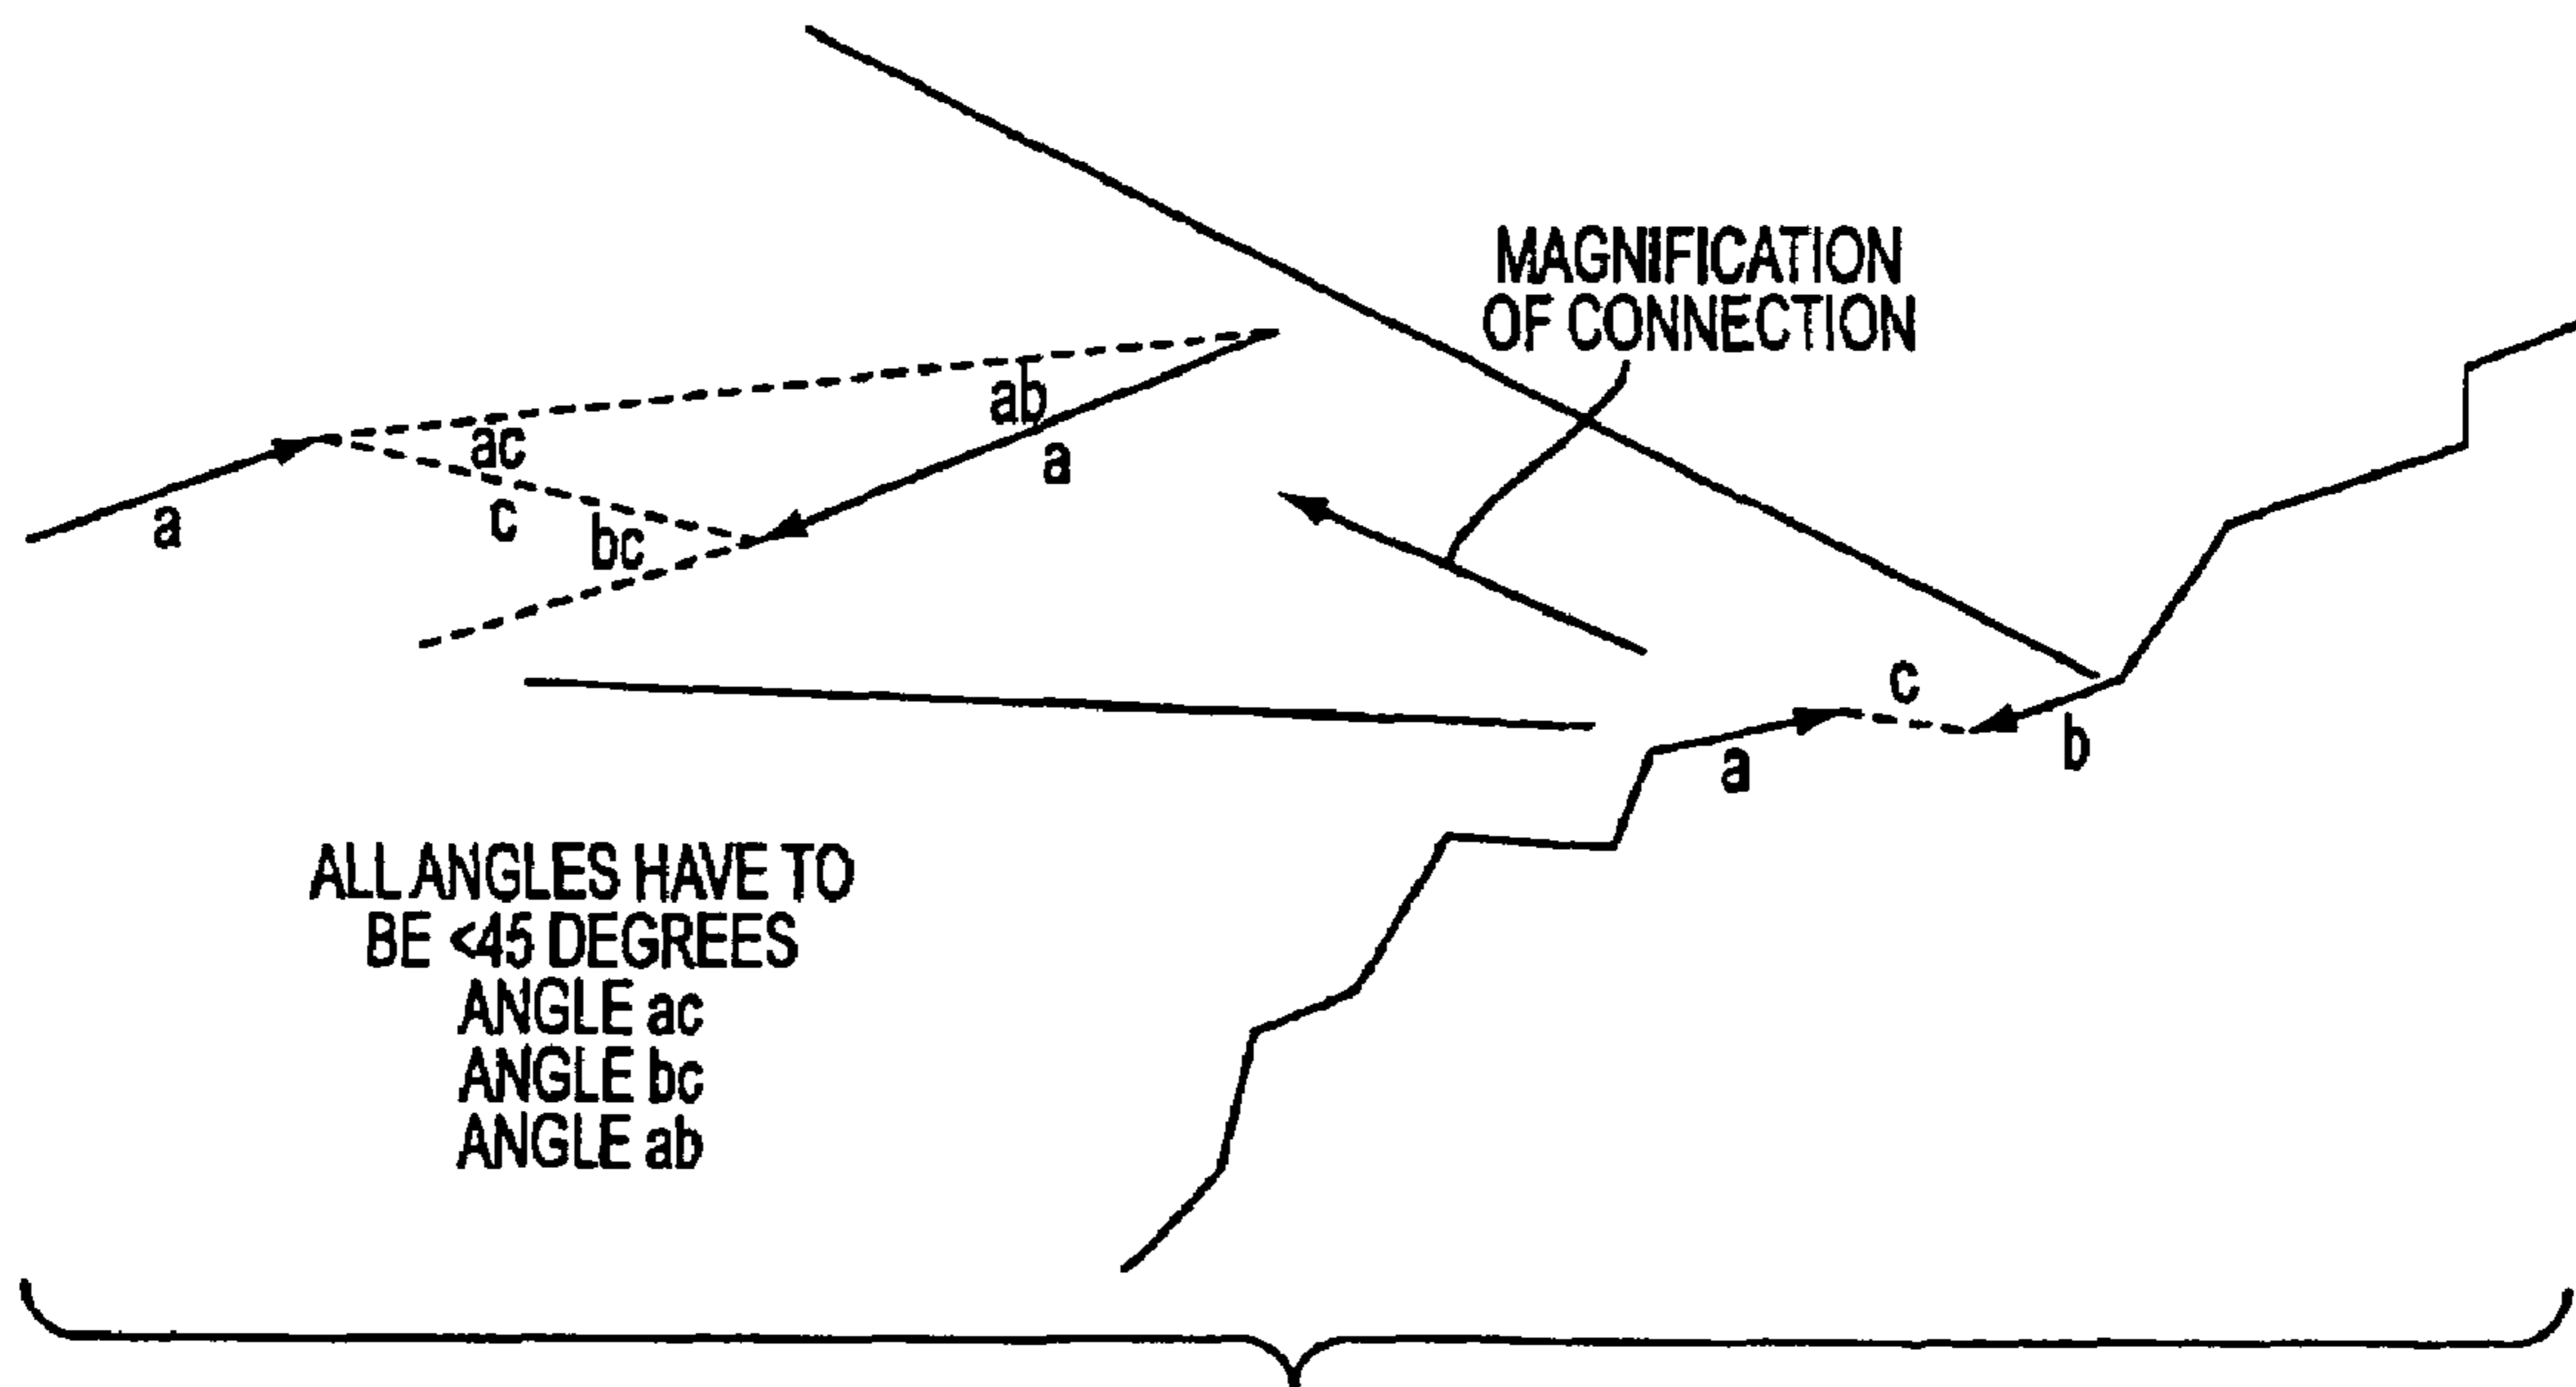 MAGNIFICATION
OF CONNECTION
ab
ac
a
a
c
bc
c
b
a
ALL ANGLES HAVE TO
BE <45 DEGREES
ANGLE ac
ANGLE bc
ANGLE ab